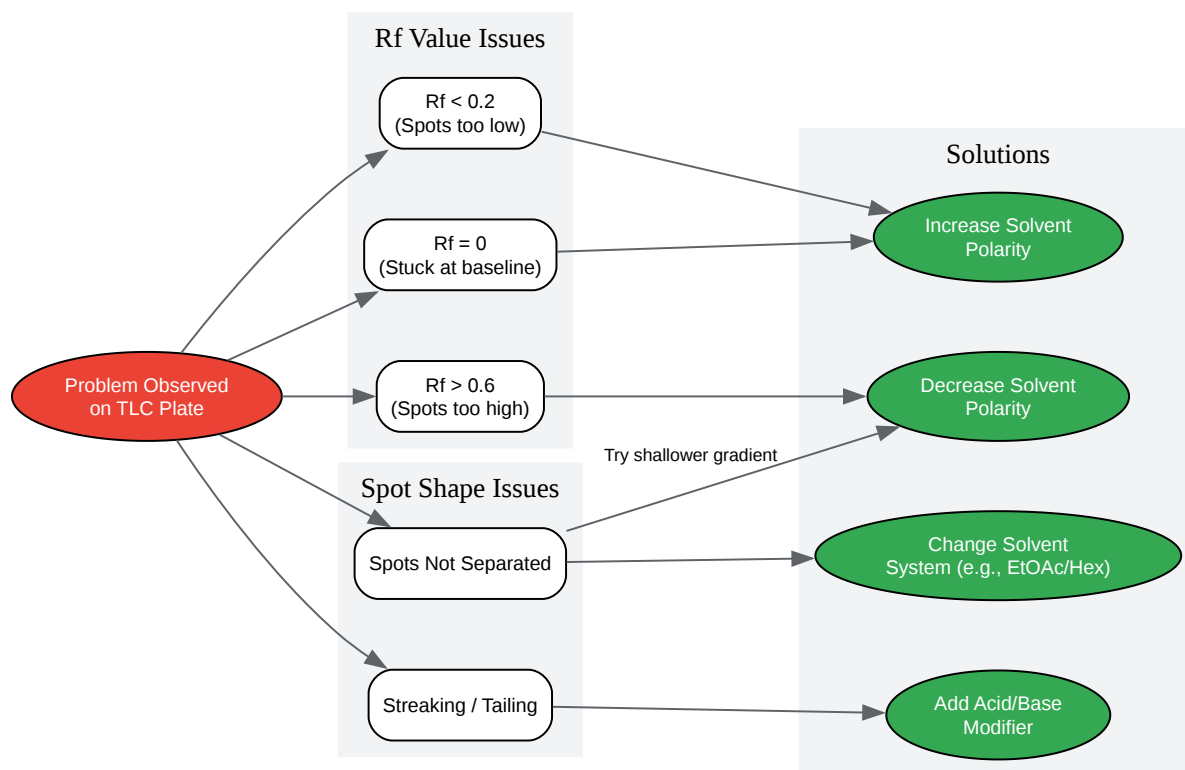 Rf Value Issues
Rf < 0.2
(Spots too low)
Rf = 0
(Stuck at baseline)
Rf > 0.6
(Spots too high)
Problem Observed
on TLC Plate
Spot Shape Issues
Spots Not Separated
Streaking / Tailing
Try shallower gradient
Solutions
Increase Solvent
Polarity
Decrease Solvent
Polarity
Change Solvent
System (e.g., EtOAc/Hex)
Add Acid/Base
Modifier